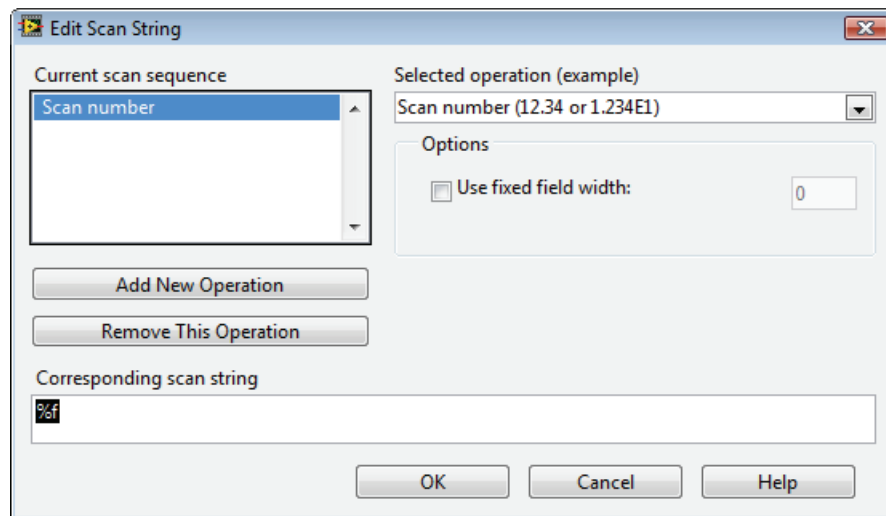 Edit Scan String
Current scan sequence
Scan number
Selected operation (example)
Scan number (12.34 or 1.234E1)
Options
Use fixed field width:
0
Add New Operation
Remove This Operation
Corresponding scan string
%f
OK
Cancel
Help